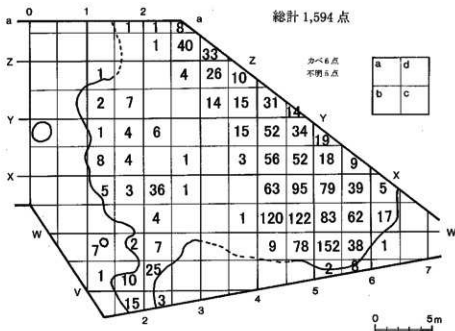 0 1 2
総計 1,594 点
a 1 1 8 a
1 40
33
カベ 6 点
不明 5 点
a d
b c
Z 1 4 26 10 Z
2 7 14 15 31
14
Y 1 4 6 15 52 34 Y
19
8 4 1 3 56 52 18 9
X X
5 3 36 1 63 95 79 39 5
4 1 120 122 83 62 17
W W
7 2 7 9 78 152 38 1
1 10 25 2 8
V
15 3
2 3 4 5 6 7
0 5m